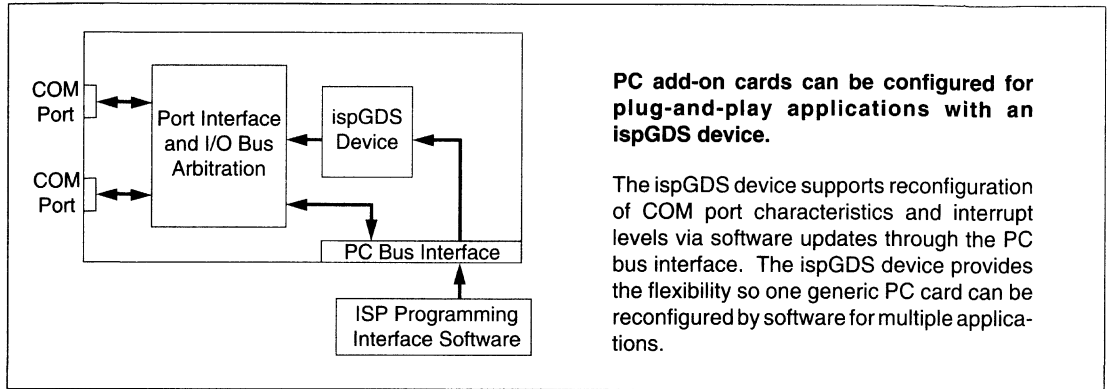 COM
Port
Port Interface
and I/O Bus
Arbitration
ispGDS
Device
COM
Port
PC Bus Interface
ISP Programming
Interface Software
PC add-on cards can be configured for
plug-and-play applications with an
ispGDS device.
The ispGDS device supports reconfiguration
of COM port characteristics and interrupt
levels via software updates through the PC
bus interface. The ispGDS device provides
the flexibility so one generic PC card can be
reconfigured by software for multiple applica-
tions.